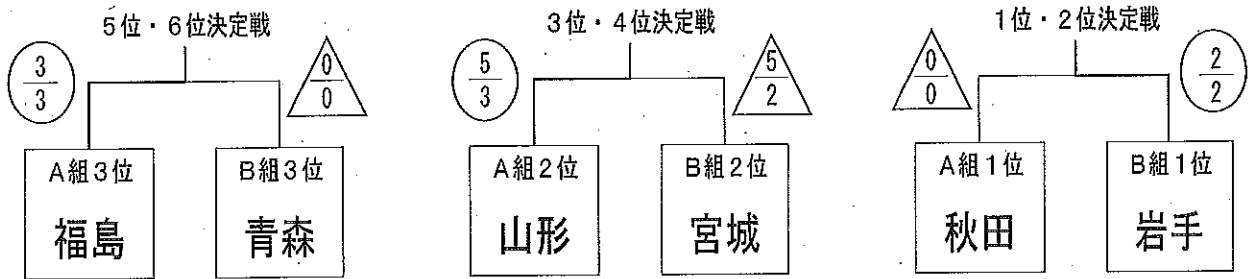 5位・6位決定戦
3
3
0
0
A組3位
福島
B組3位
青森
3位・4位決定戦
5
3
5
2
A組2位
山形
B組2位
宮城
1位・2位決定戦
0
0
2
2
A組1位
秋田
B組1位
岩手